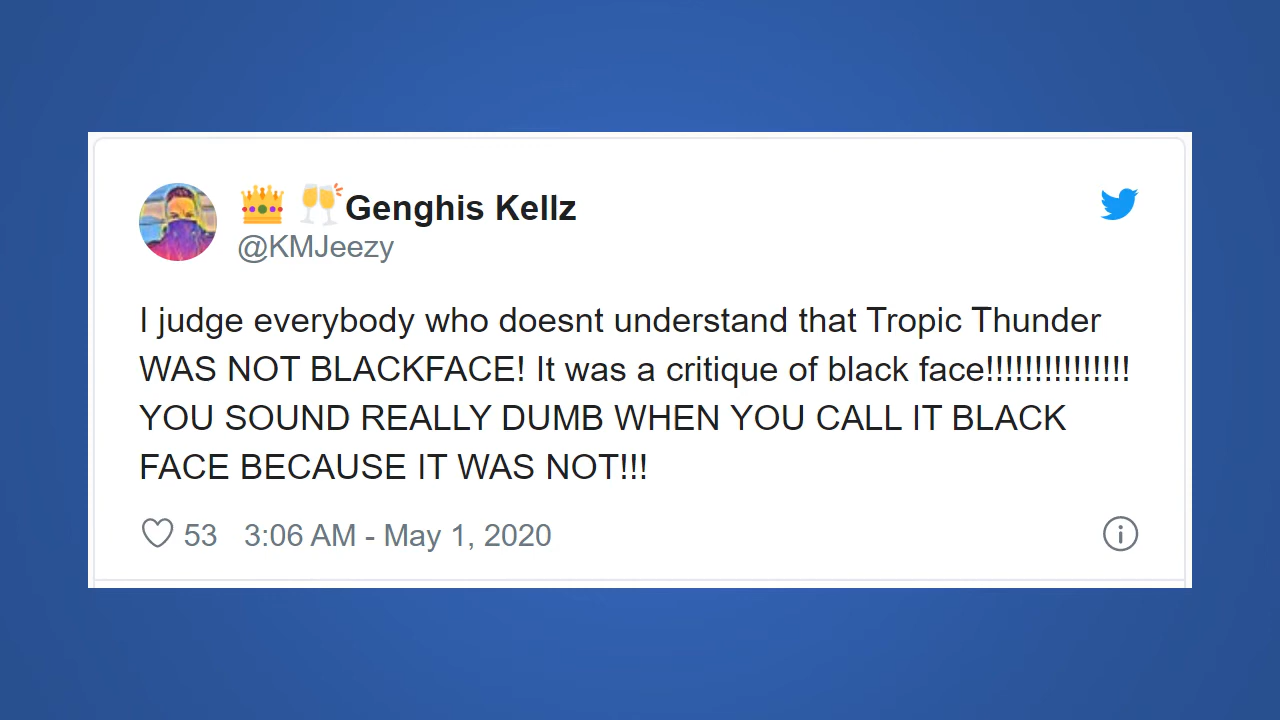 👑 🥂Genghis Kellz
@KMJeezy
I judge everybody who doesnt understand that Tropic Thunder
WAS NOT BLACKFACE! It was a critique of black face!!!!!!!!!!!!!!!
YOU SOUND REALLY DUMB WHEN YOU CALL IT BLACK
FACE BECAUSE IT WAS NOT!!!
53 3:06 AM - May 1, 2020